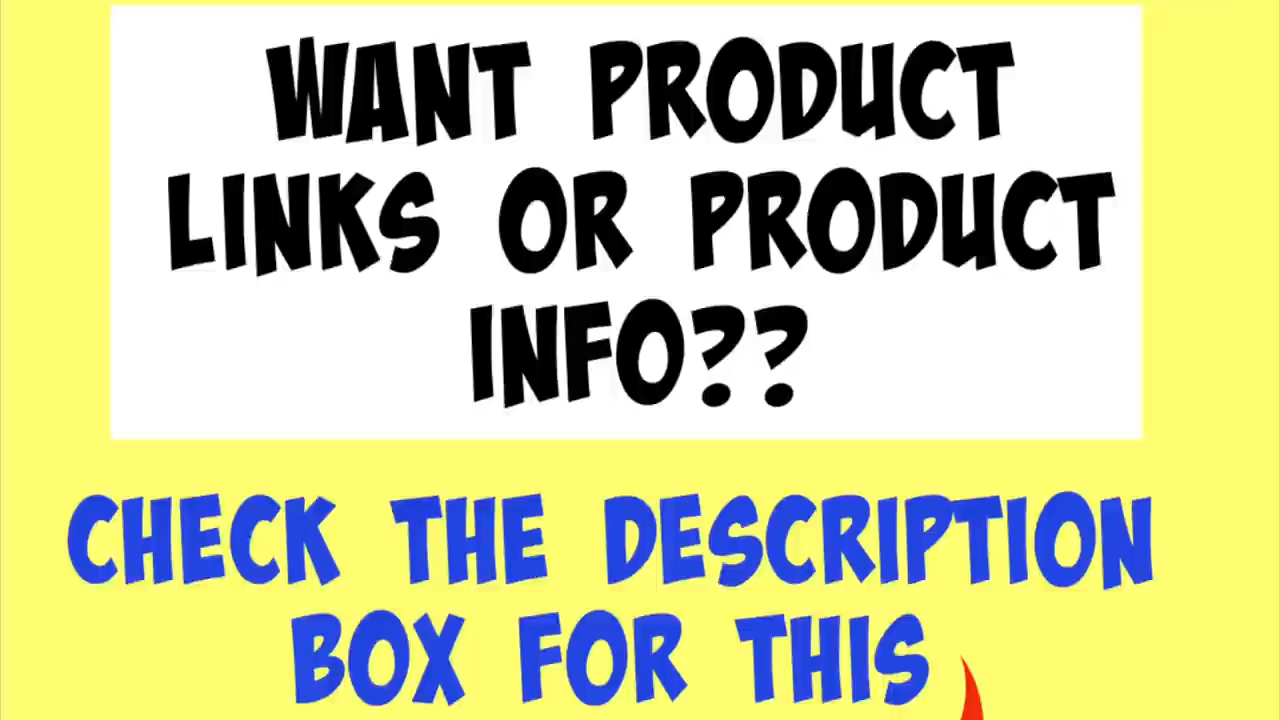 WANT PRODUCT
LINKS OR PRODUCT
INFO??
CHECK THE DESCRIPTION
BOX FOR THIS